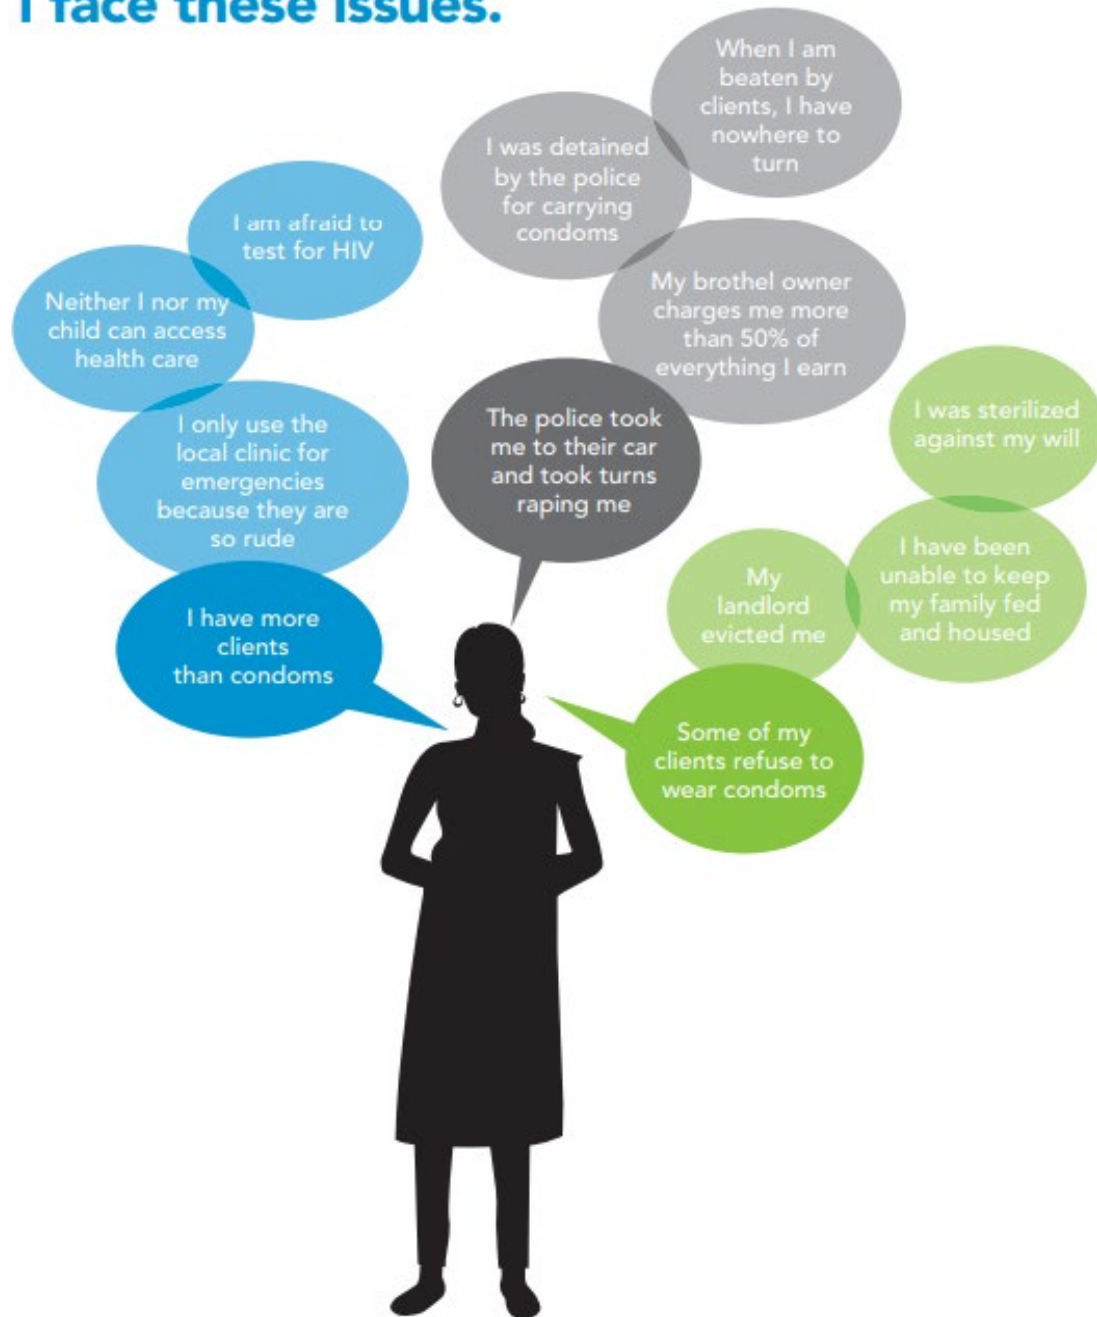 I face these issues.
When I am
beaten by
clients, I have
nowhere to
turn
I was detained
by the police
for carrying
condoms
I am afraid to
test for HIV
My brothel owner
charges me more
than 50% of
everything I earn
Neither I nor my
child can access
health care
The police took
me to their car
and took turns
raping me
I was sterilized
against my will
I only use the
local clinic for
emergencies
because they are
so rude
I have been
unable to keep
my family fed
and housed
My
landlord
evicted me
I have more
clients
than condoms
Some of my
clients refuse to
wear condoms